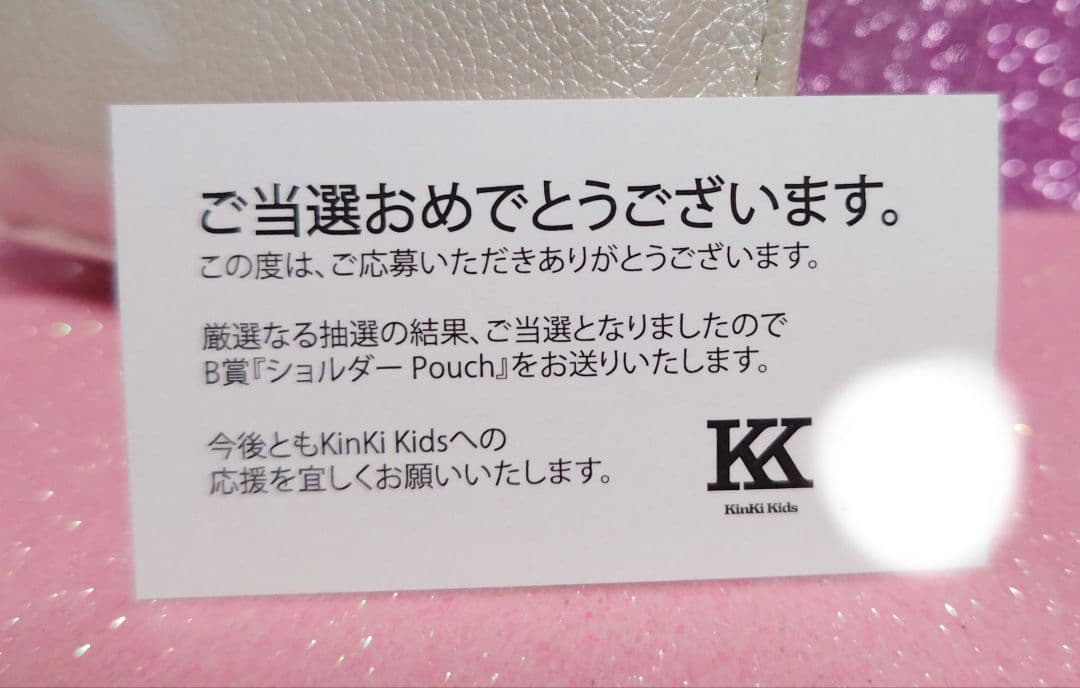 ご当選おめでとうございます。
この度は、ご応募いただきありがとうございます。
厳選なる抽選の結果、ご当選となりましたので
B賞『ショルダー Pouch』をお送りいたします。
今後ともKinKi Kidsへの
応援を宜しくお願いいたします。
KK
KinKi Kids